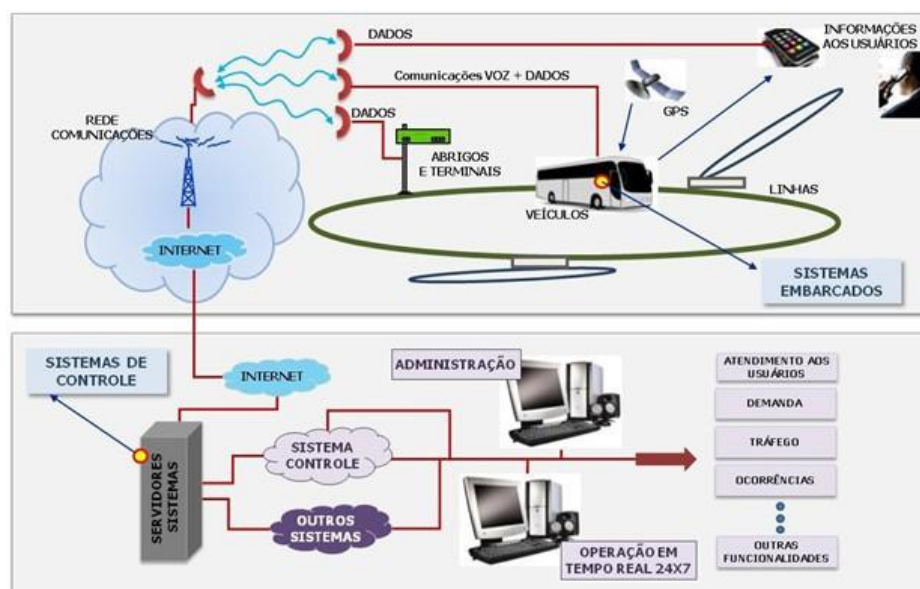 DADOS
INFORMAÇÕES
AOS USUÁRIOS
Comunicações VOZ + DADOS
GPS
REDE
COMUNICAÇÕES
DADOS
ABRIGOS
E TERMINAIS
LINHAS
VEÍCULOS
INTERNET
SISTEMAS
EMBARCADOS
SISTEMAS DE
CONTROLE
INTERNET
ADMINISTRAÇÃO
ATENDIMENTO AOS
USUÁRIOS
DEMANDA
SERVIDORES
SISTEMAS
SISTEMA
CONTROLE
TRÁFEGO
OCORRÊNCIAS
OUTROS
SISTEMAS
OPERAÇÃO EM
TEMPO REAL 24X7
OUTRAS
FUNCIONALIDADES